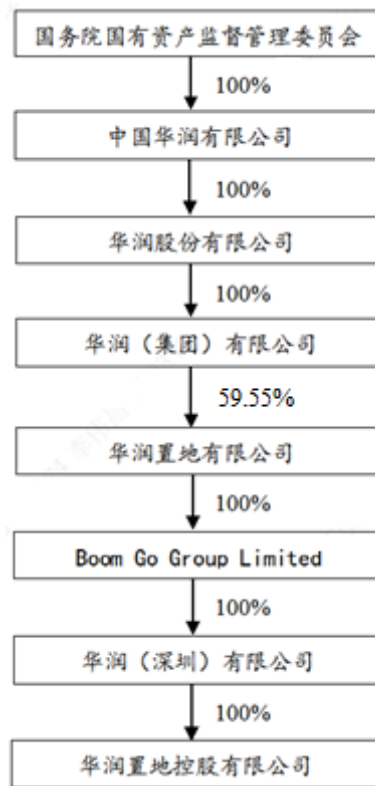 国务院国有资产监督管理委员会
100%
中国华润有限公司
100%
华润股份有限公司
100%
华润（集团）有限公司
59.55%
华润置地有限公司
100%
Boom Go Group Limited
100%
华润（深圳）有限公司
100%
华润置地控股有限公司